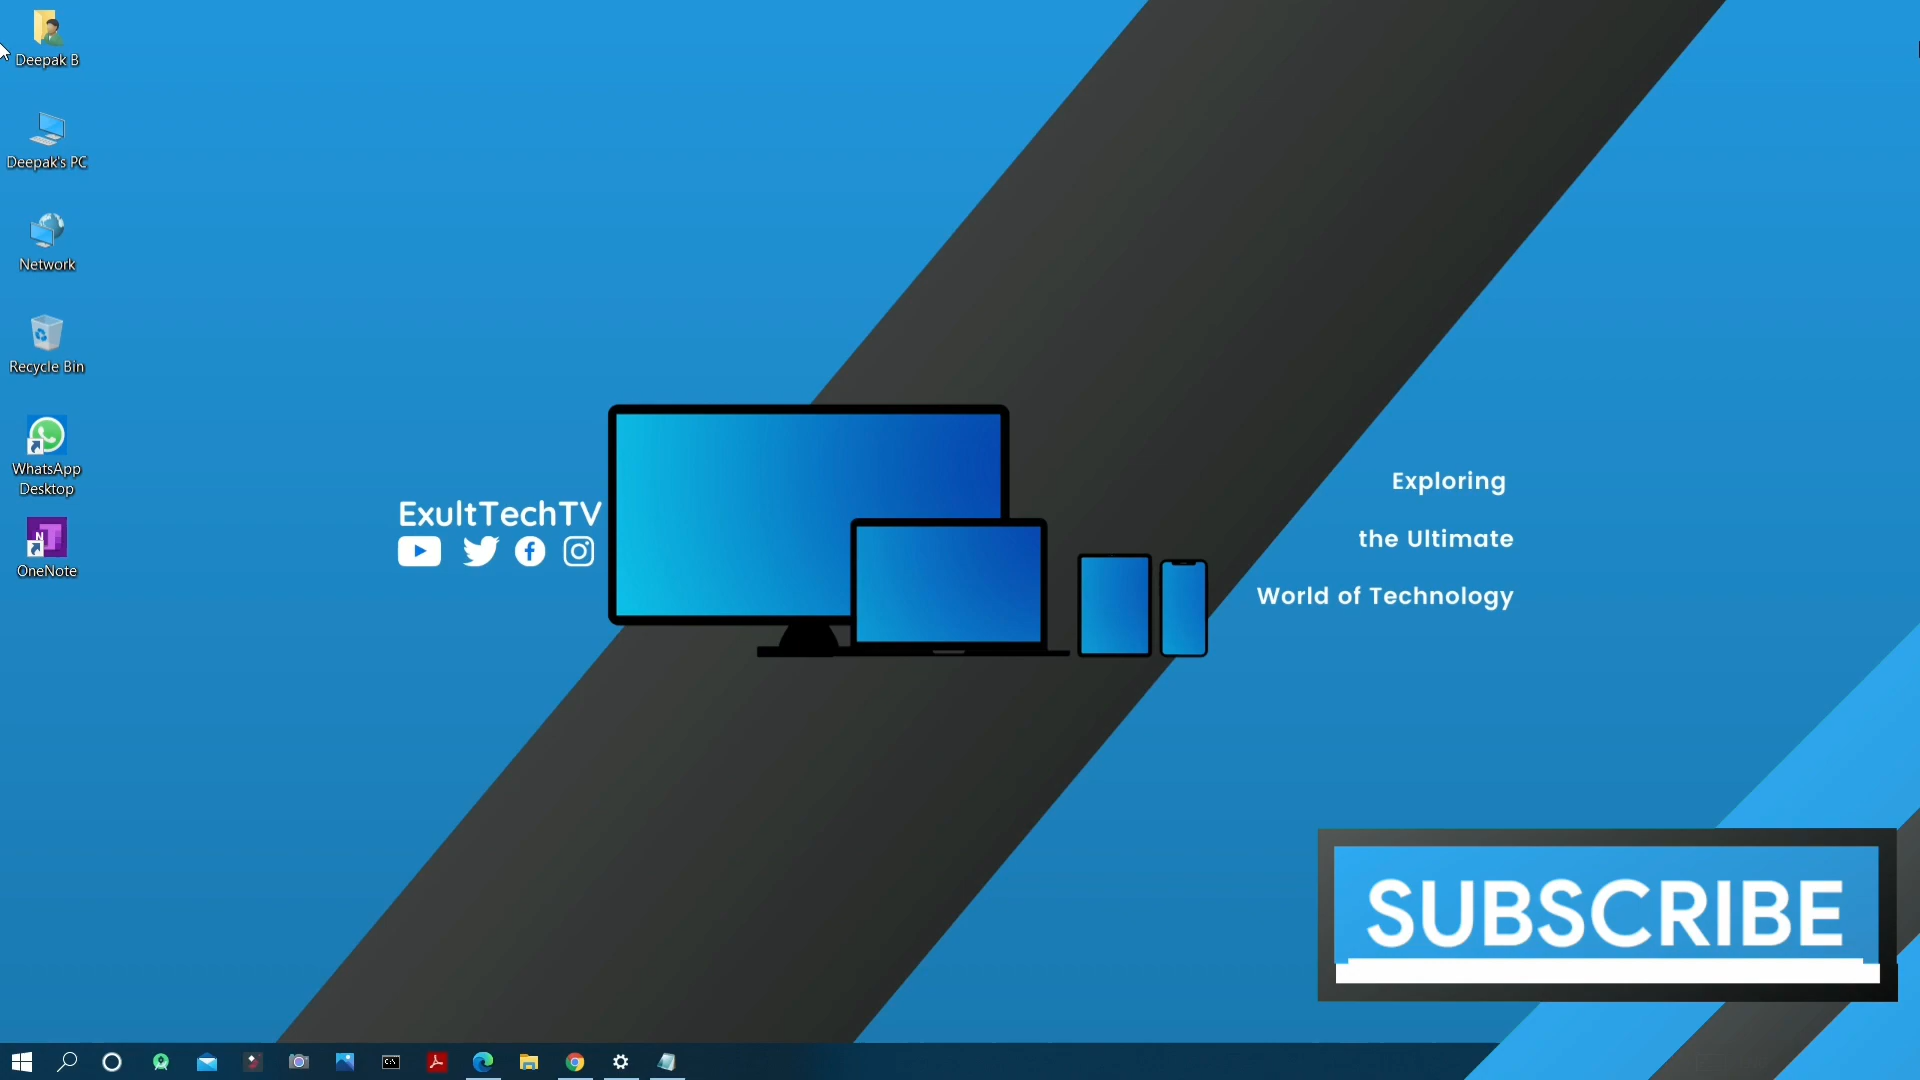 Deepak B
Deepak's PC
Network
Recycle Bin
WhatsApp
Desktop
OneNote
ExultTechTV
Exploring
the Ultimate
World of Technology
SUBSCRIBE